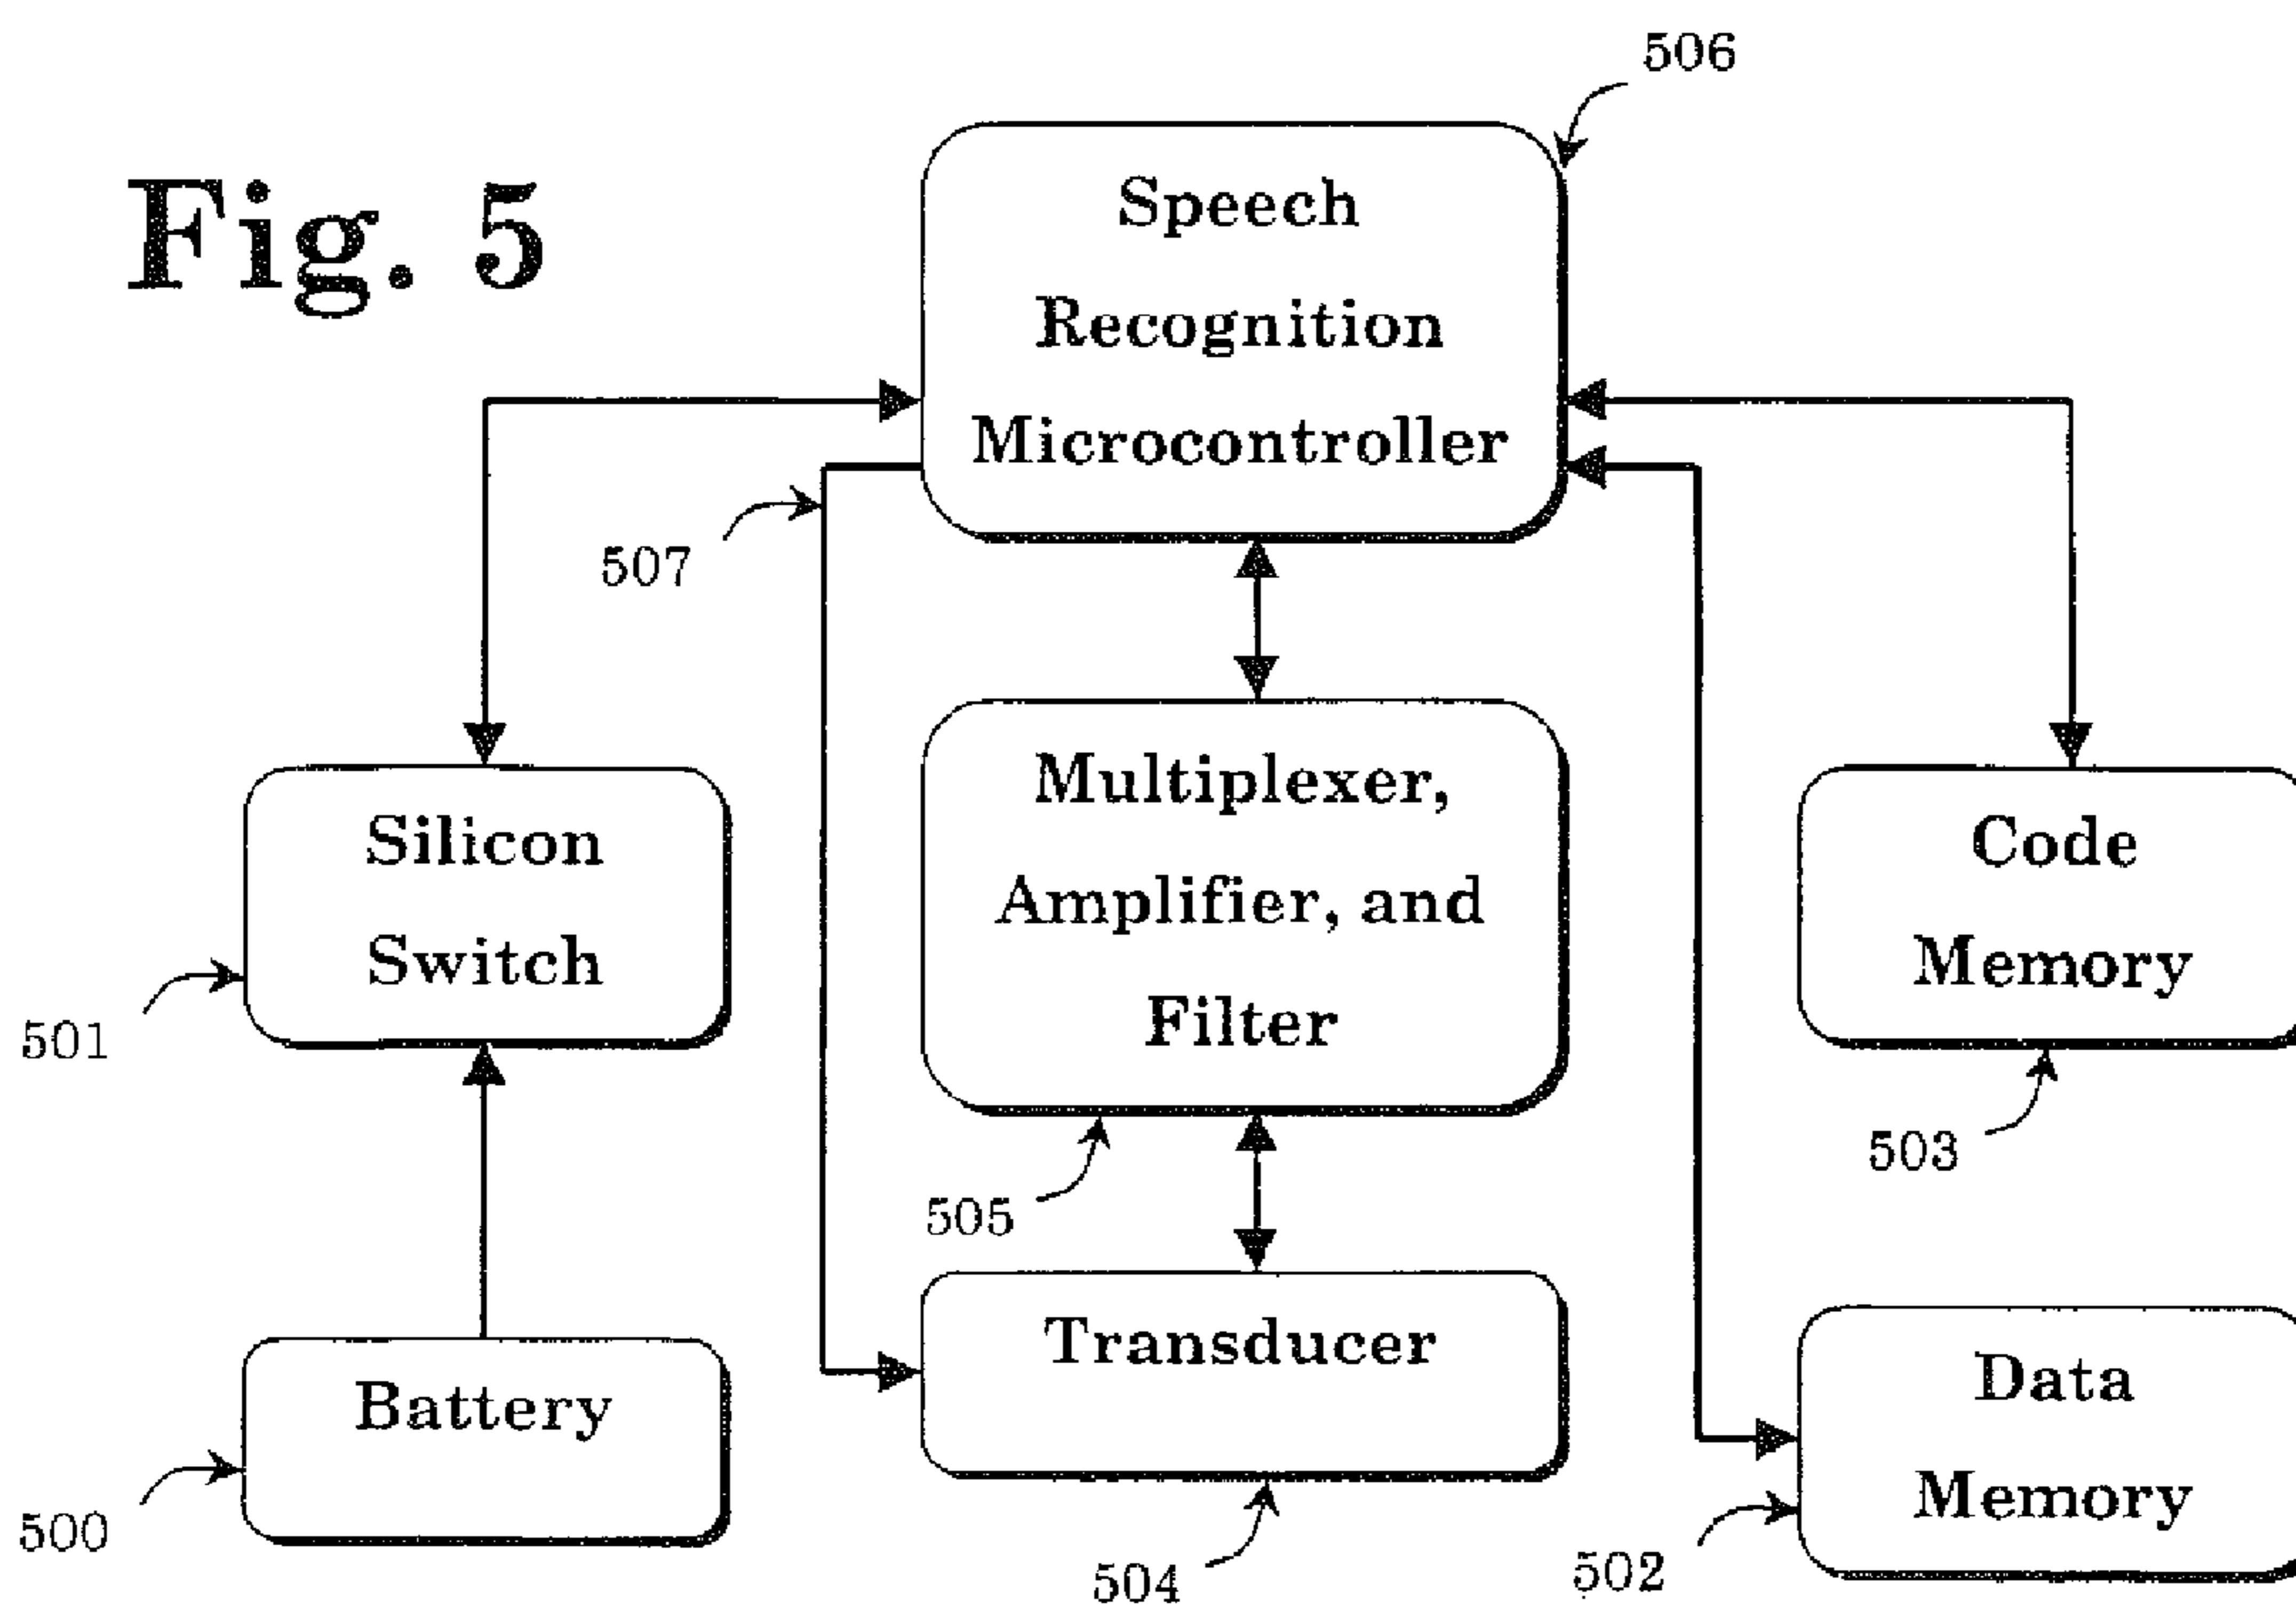 506
Fig. 5
Speech
Recognition
Microcontroller
507
Silicon
Switch
501
Multiplexer,
Amplifier, and
Filter
505
Code
Memory
503
Battery
500
Transducer
504
Data
Memory
502